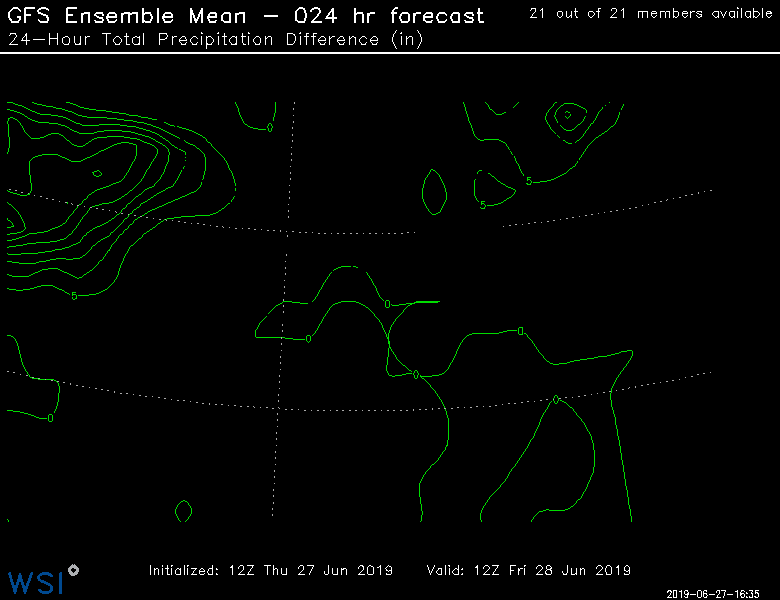 GFS Ensemble Mean – 024 hr forecast
21 out of 21 members available
24–Hour Total Precipitation Difference (in)
0
5
5
5
0
0
0
0
0
0
Initialized: 12Z Thu 27 Jun 2019
Valid: 12Z Fri 28 Jun 2019
WSI
2019-06-27-16:35